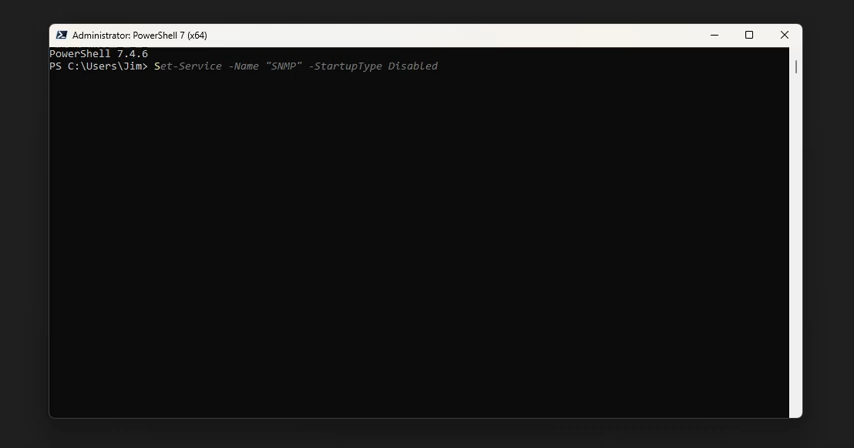 Administrator: PowerShell 7 (x64)
PowerShell 7.4.6
PS C:\Users\Jim> Set-Service -Name "SNMP" -StartupType Disabled